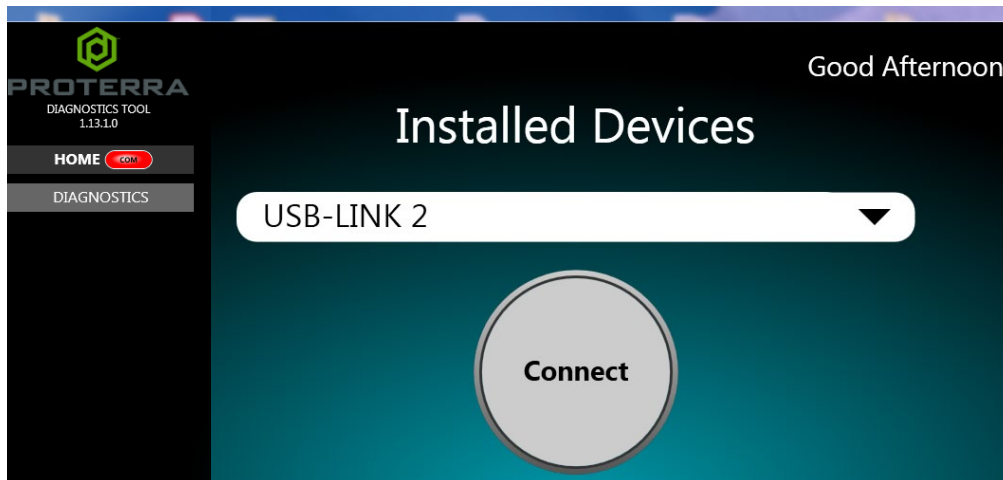 PROTERRA
DIAGNOSTICS TOOL
1.13.1.0
HOME COM
DIAGNOSTICS
Good Afternoon
Installed Devices
USB-LINK 2
Connect